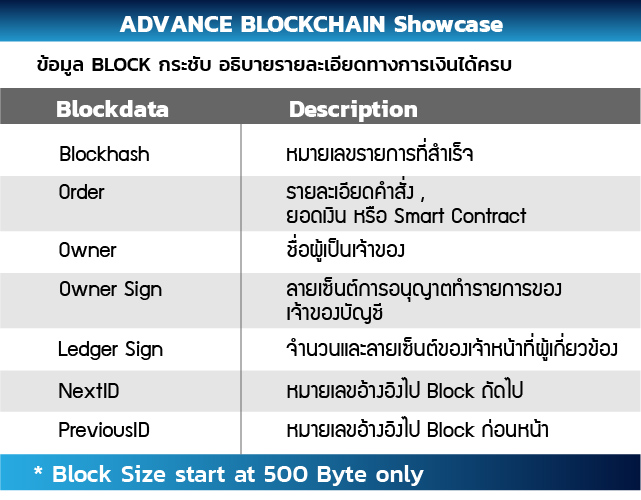 ADVANCE BLOCKCHAIN Showcase
ข้อมูล BLOCK กระชับ อธิบายรายละเอียดทางการเงินได้ครบ
Blockdata Description
Blockhash หมายเลขรายการที่สำเร็จ
Order รายละเอียดคำสั่ง ,
ยอดเงิน หรือ Smart Contract
Owner ชื่อผู้เป็นเจ้าของ
Owner Sign ลายเซ็นต์การอนุญาตทำรายการของ
เจ้าของบัญชี
Ledger Sign จำนวนและลายเซ็นต์ของเจ้าหน้าที่ผู้เกี่ยวข้อง
NextID หมายเลขอ้างอิงไป Block ถัดไป
PreviousID หมายเลขอ้างอิงไป Block ก่อนหน้า
* Block Size start at 500 Byte only